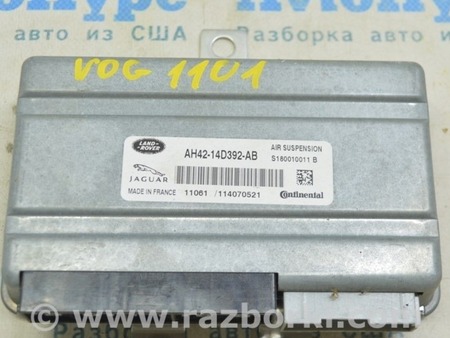 авто из США Разборка
VOG 1101
LAND-ROVER
AH42-14D392-AB
AIR SUSPENSION
S180010011 B
JAGUAR
MADE IN FRANCE 11061 /114070521
Continental
www.razborki.com